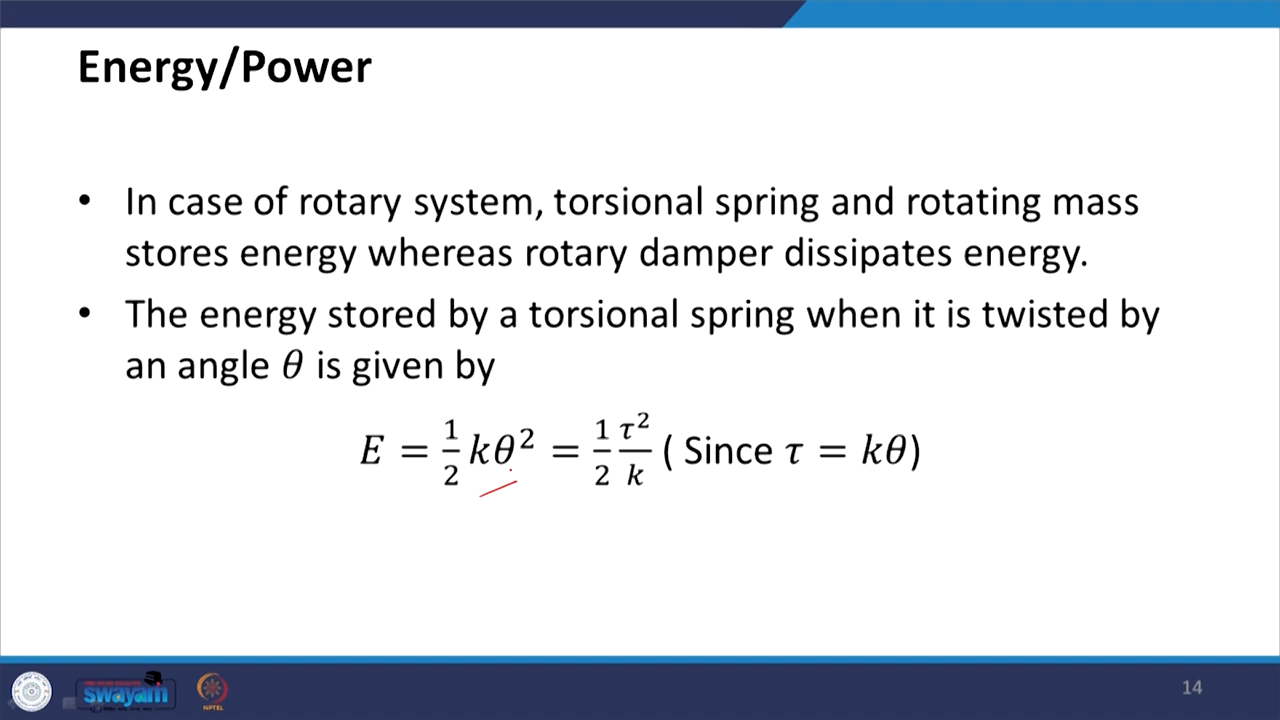 Energy/Power
• In case of rotary system, torsional spring and rotating mass
stores energy whereas rotary damper dissipates energy.
• The energy stored by a torsional spring when it is twisted by
an angle θ is given by
E = 1/2 kθ² = 1/2 τ²/k ( Since τ = kθ)
swayam
NPTEL
14